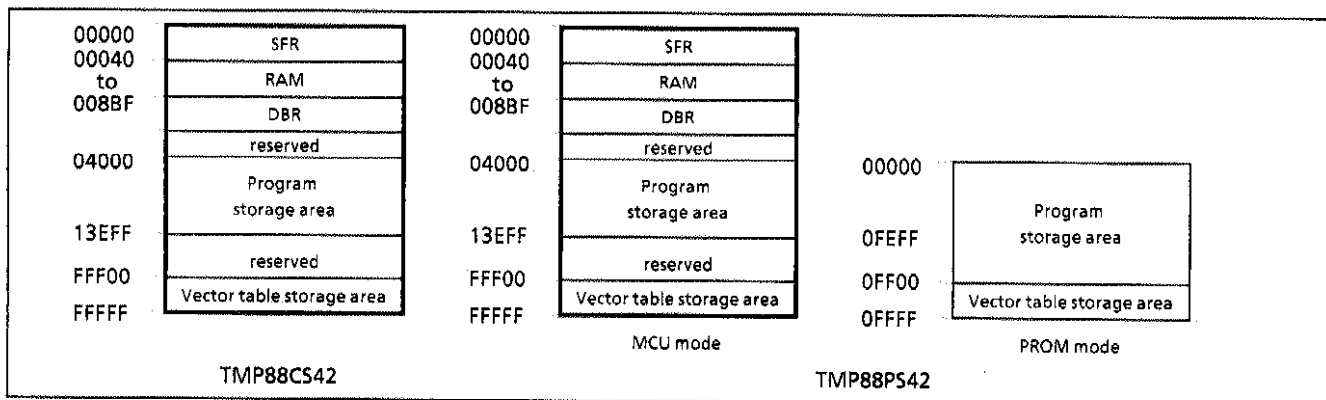 00000
SFR
00040
to
RAM
008BF
DBR
reserved
04000
Program
storage area
13EFF
reserved
FFF00
Vector table storage area
FFFFF
TMP88CS42
00000
SFR
00040
to
RAM
008BF
DBR
reserved
04000
Program
storage area
13EFF
reserved
FFF00
Vector table storage area
FFFFF
MCU mode
00000
Program
storage area
0FEFF
0FF00
Vector table storage area
0FFFF
PROM mode
TMP88PS42